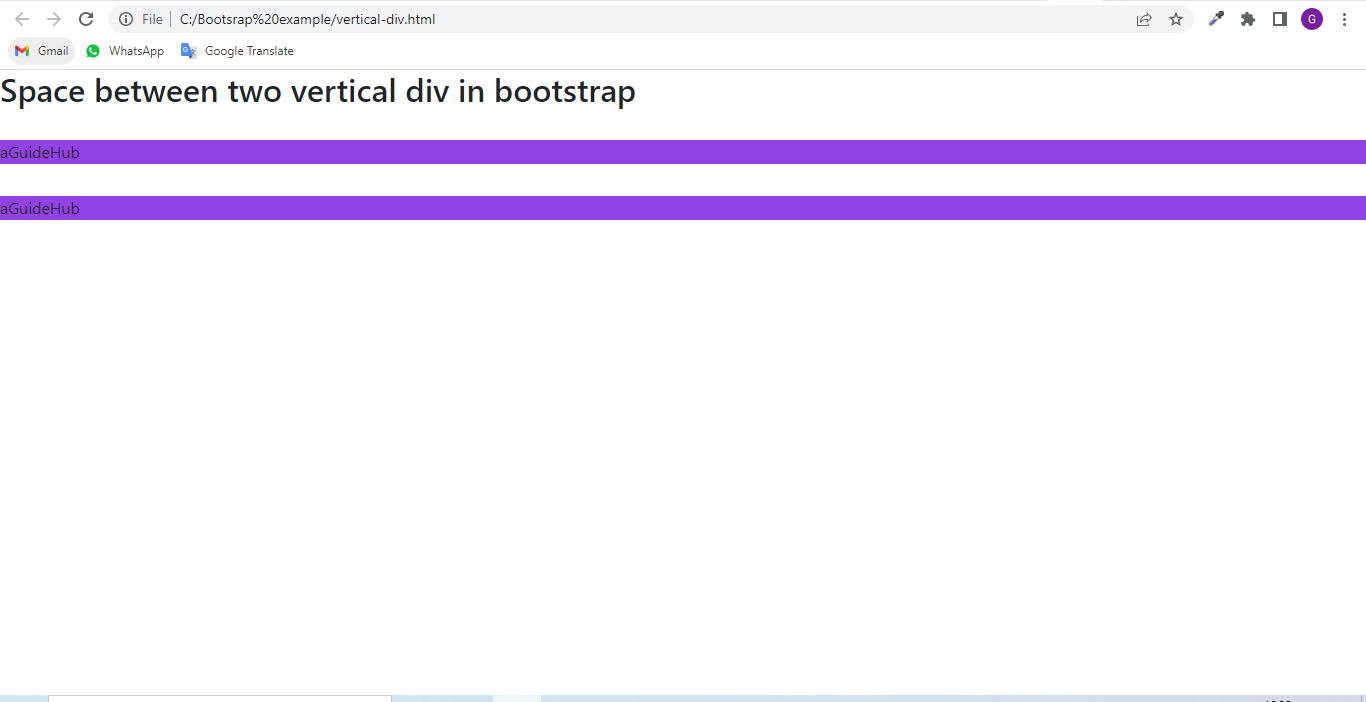 File C:/Bootsrap%20example/vertical-div.html G
Gmail WhatsApp Google Translate
Space between two vertical div in bootstrap
aGuideHub
aGuideHub